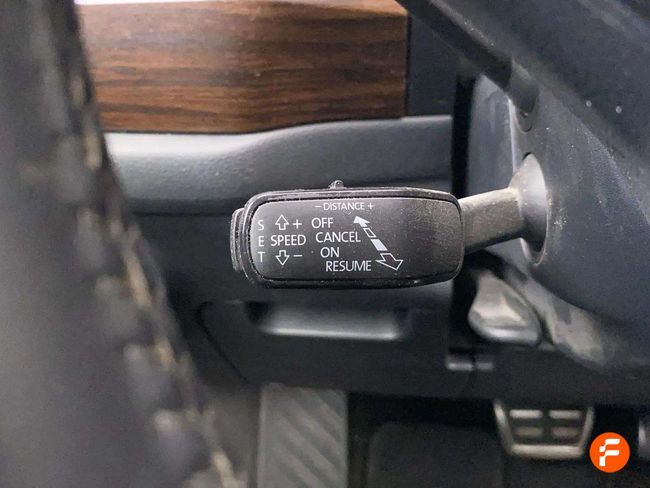 − DISTANCE +
S + OFF
E SPEED CANCEL
T − ON
RESUME